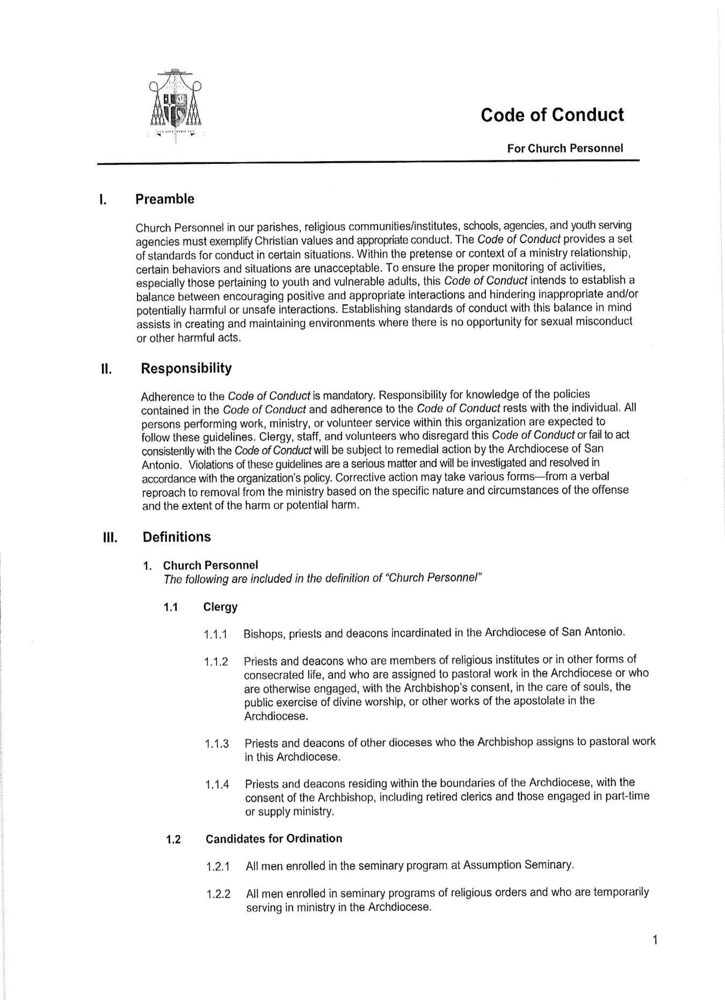 Code of Conduct
For Church Personnel
I. Preamble
Church Personnel in our parishes, religious communities/institutes, schools, agencies, and youth serving
agencies must exemplify Christian values and appropriate conduct. The Code of Conduct provides a set
of standards for conduct in certain situations. Within the pretense or context of a ministry relationship,
certain behaviors and situations are unacceptable. To ensure the proper monitoring of activities,
especially those pertaining to youth and vulnerable adults, this Code of Conduct intends to establish a
balance between encouraging positive and appropriate interactions and hindering inappropriate and/or
potentially harmful or unsafe interactions. Establishing standards of conduct with this balance in mind
assists in creating and maintaining environments where there is no opportunity for sexual misconduct
or other harmful acts.
II. Responsibility
Adherence to the Code of Conduct is mandatory. Responsibility for knowledge of the policies
contained in the Code of Conduct and adherence to the Code of Conduct rests with the individual. All
persons performing work, ministry, or volunteer service within this organization are expected to
follow these guidelines. Clergy, staff, and volunteers who disregard this Code of Conduct or fail to act
consistently with the Code of Conduct will be subject to remedial action by the Archdiocese of San
Antonio. Violations of these guidelines are a serious matter and will be investigated and resolved in
accordance with the organization's policy. Corrective action may take various forms—from a verbal
reproach to removal from the ministry based on the specific nature and circumstances of the offense
and the extent of the harm or potential harm.
III. Definitions
1. Church Personnel
The following are included in the definition of "Church Personnel"
1.1 Clergy
1.1.1 Bishops, priests and deacons incardinated in the Archdiocese of San Antonio.
1.1.2 Priests and deacons who are members of religious institutes or in other forms of
consecrated life, and who are assigned to pastoral work in the Archdiocese or who
are otherwise engaged, with the Archbishop's consent, in the care of souls, the
public exercise of divine worship, or other works of the apostolate in the
Archdiocese.
1.1.3 Priests and deacons of other dioceses who the Archbishop assigns to pastoral work
in this Archdiocese.
1.1.4 Priests and deacons residing within the boundaries of the Archdiocese, with the
consent of the Archbishop, including retired clerics and those engaged in part-time
or supply ministry.
1.2 Candidates for Ordination
1.2.1 All men enrolled in the seminary program at Assumption Seminary.
1.2.2 All men enrolled in seminary programs of religious orders and who are temporarily
serving in ministry in the Archdiocese.
1